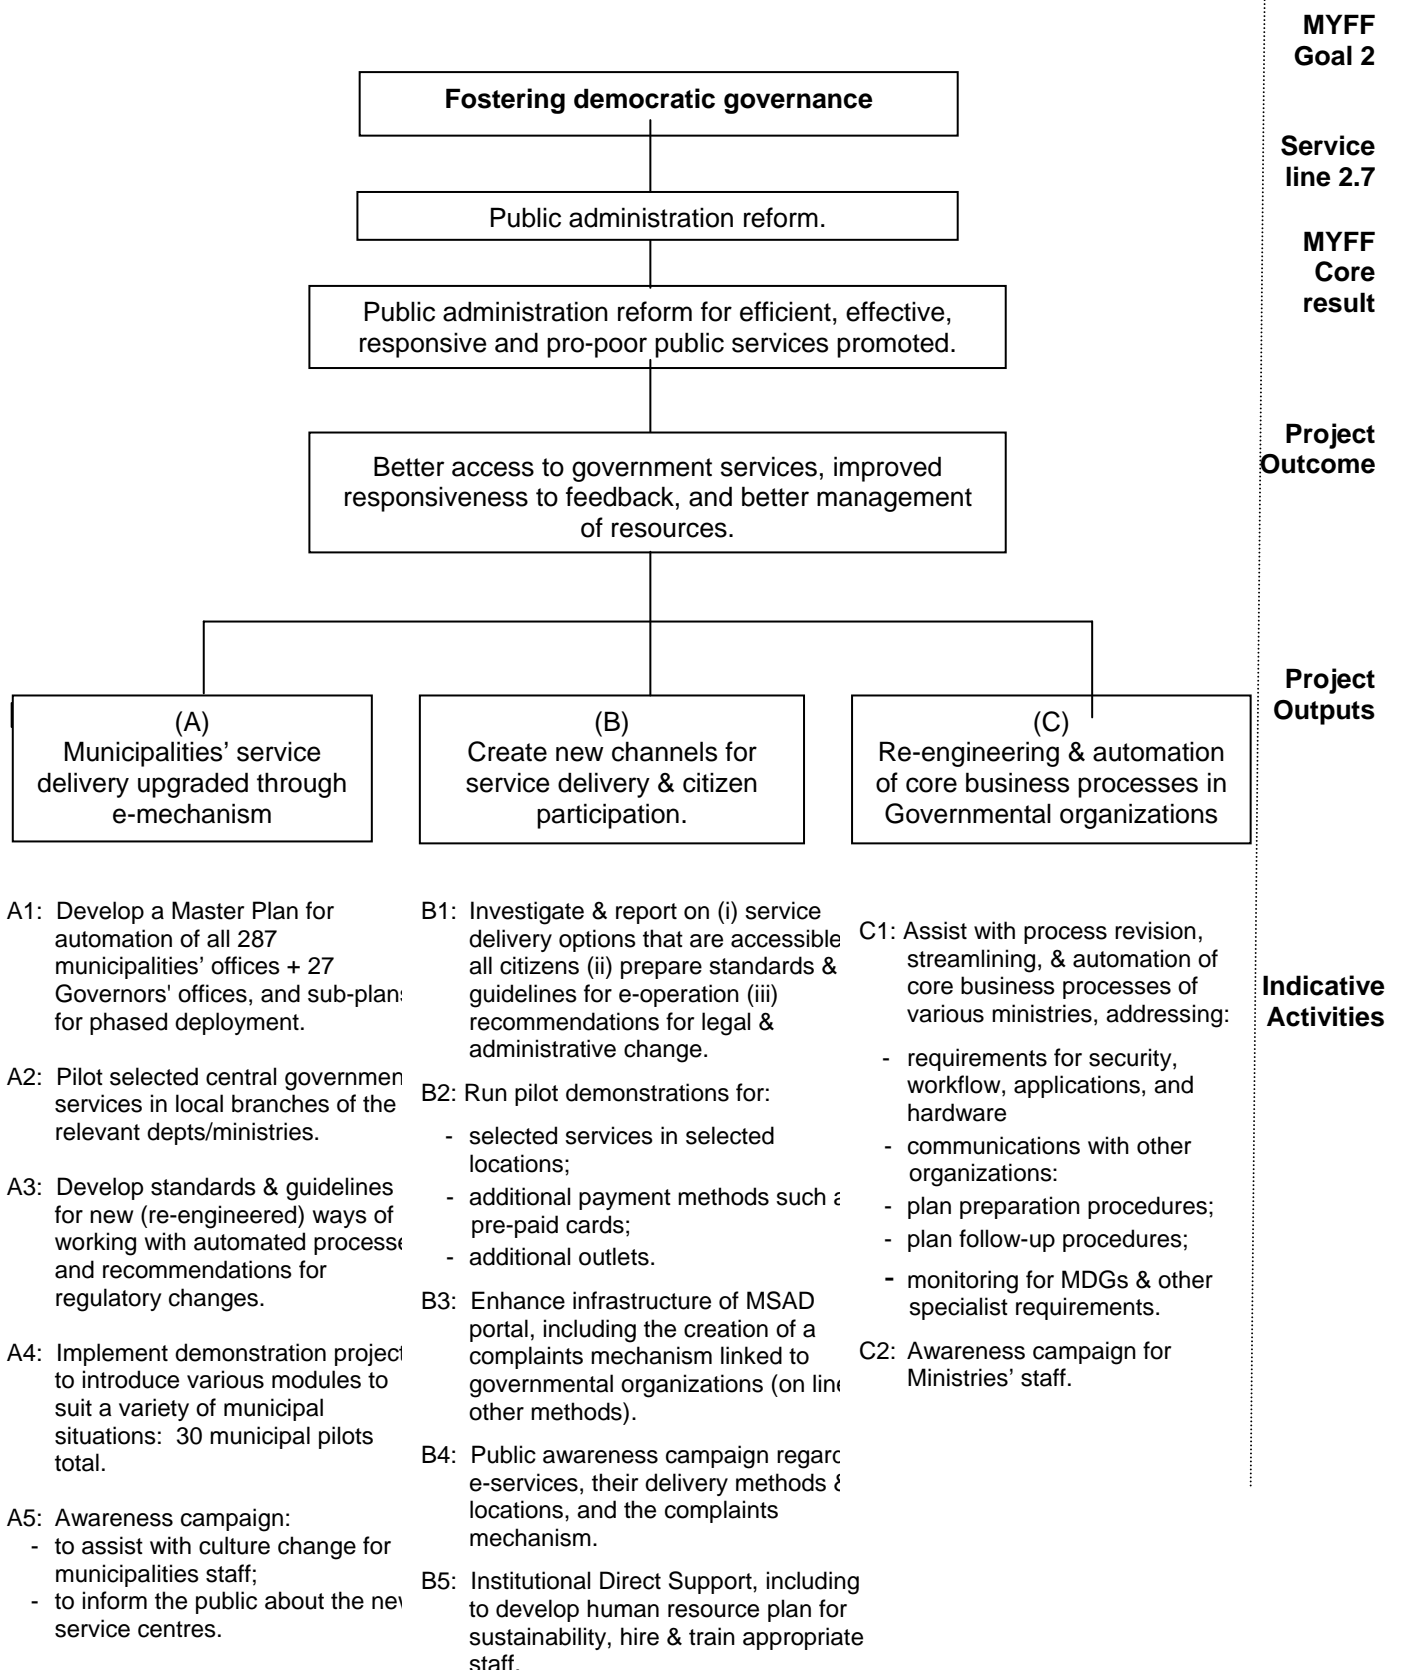 MYFF
Goal 2
Fostering democratic governance
Service
line 2.7
Public administration reform.
MYFF
Core
result
Public administration reform for efficient, effective,
responsive and pro-poor public services promoted.
Project
Outcome
Better access to government services, improved
responsiveness to feedback, and better management
of resources.
Project
Outputs
(A)
Municipalities’ service
delivery upgraded through
e-mechanism
(B)
Create new channels for
service delivery & citizen
participation.
(C)
Re-engineering & automation
of core business processes in
Governmental organizations
Indicative
Activities
A1: Develop a Master Plan for
automation of all 287
municipalities’ offices + 27
Governors' offices, and sub-plans
for phased deployment.
A2: Pilot selected central governmen
services in local branches of the
relevant depts/ministries.
A3: Develop standards & guidelines
for new (re-engineered) ways of
working with automated processe
and recommendations for
regulatory changes.
A4: Implement demonstration project
to introduce various modules to
suit a variety of municipal
situations: 30 municipal pilots
total.
A5: Awareness campaign:
- to assist with culture change for
municipalities staff;
- to inform the public about the new
service centres.
B1: Investigate & report on (i) service
delivery options that are accessible
all citizens (ii) prepare standards &
guidelines for e-operation (iii)
recommendations for legal &
administrative change.
B2: Run pilot demonstrations for:
- selected services in selected
locations;
- additional payment methods such a
pre-paid cards;
- additional outlets.
B3: Enhance infrastructure of MSAD
portal, including the creation of a
complaints mechanism linked to
governmental organizations (on line
other methods).
B4: Public awareness campaign regard
e-services, their delivery methods &
locations, and the complaints
mechanism.
B5: Institutional Direct Support, including
to develop human resource plan for
sustainability, hire & train appropriate
staff.
C1: Assist with process revision,
streamlining, & automation of
core business processes of
various ministries, addressing:
- requirements for security,
workflow, applications, and
hardware
- communications with other
organizations:
- plan preparation procedures;
- plan follow-up procedures;
- monitoring for MDGs & other
specialist requirements.
C2: Awareness campaign for
Ministries’ staff.